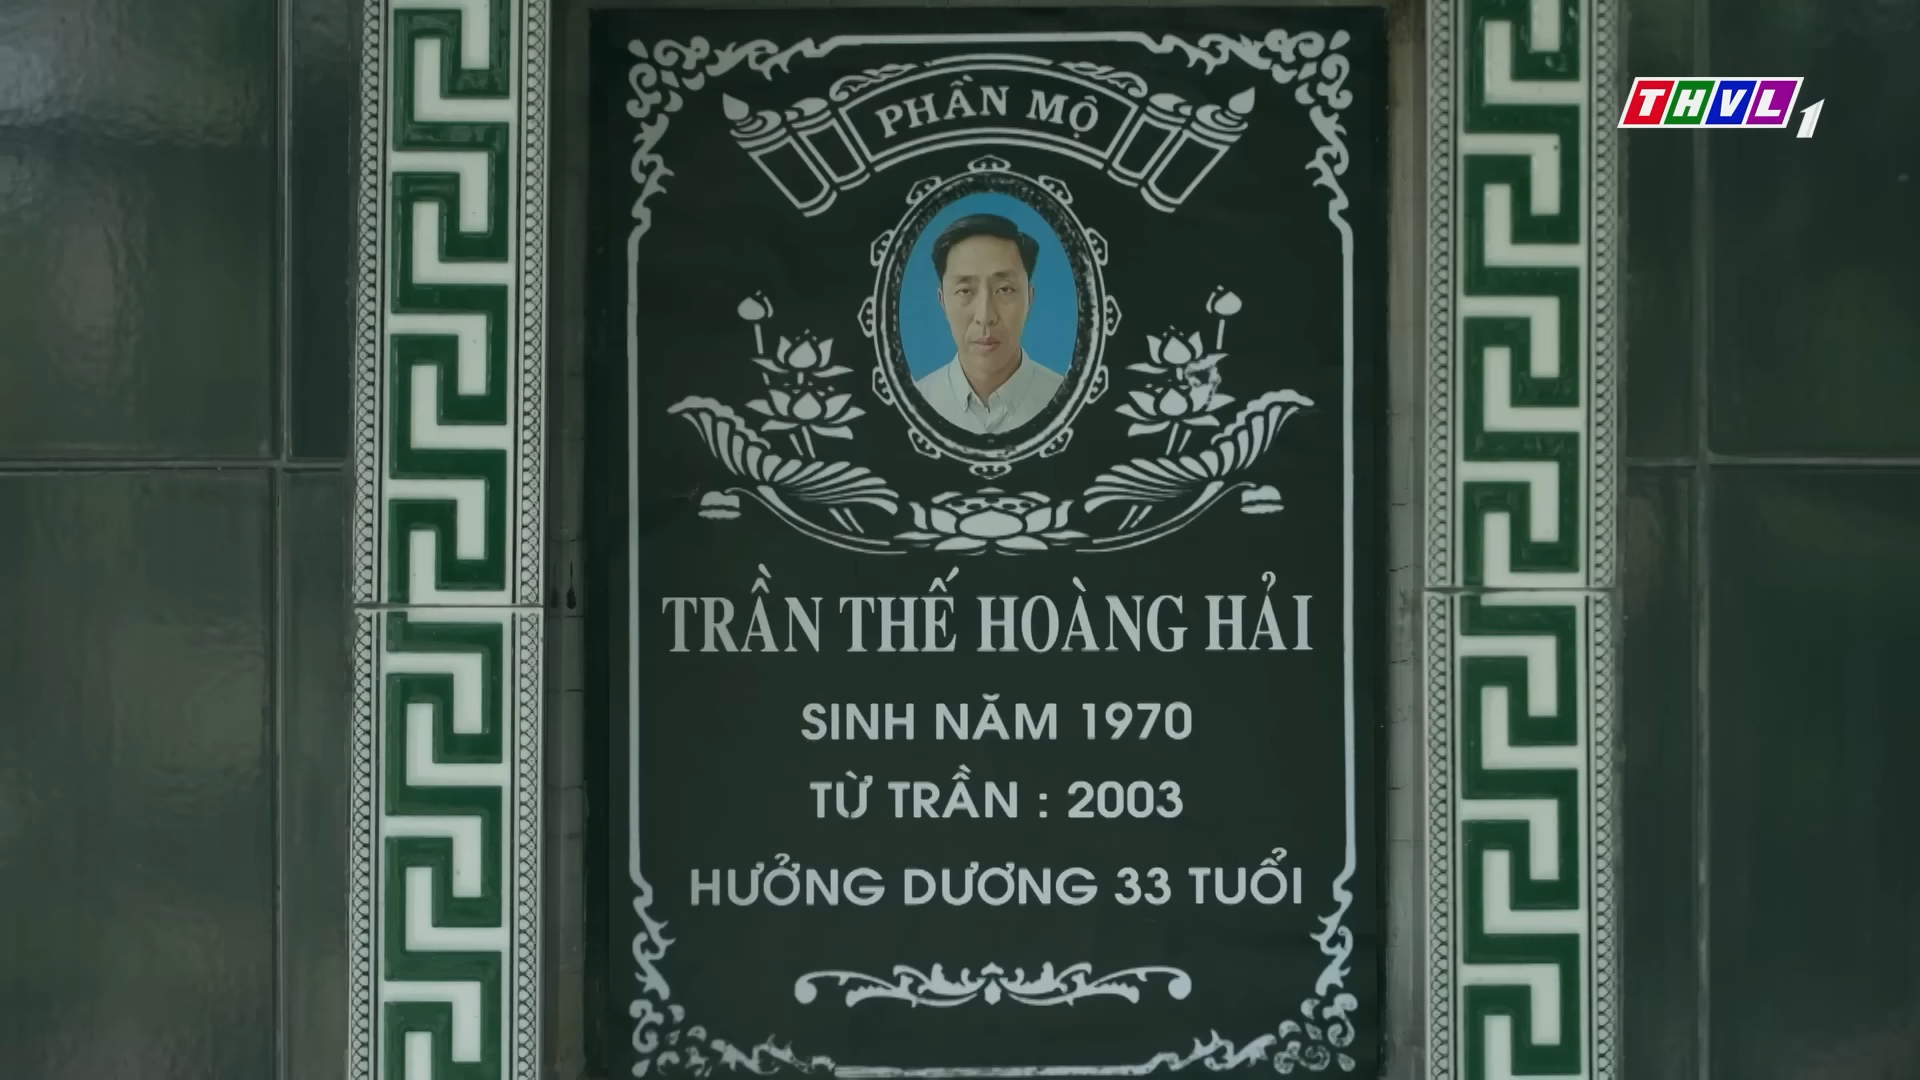 THVL1
PHẦN MỘ
TRẦN THẾ HOÀNG HẢI
SINH NĂM 1970
TỪ TRẦN : 2003
HƯỞNG DƯƠNG 33 TUỔI